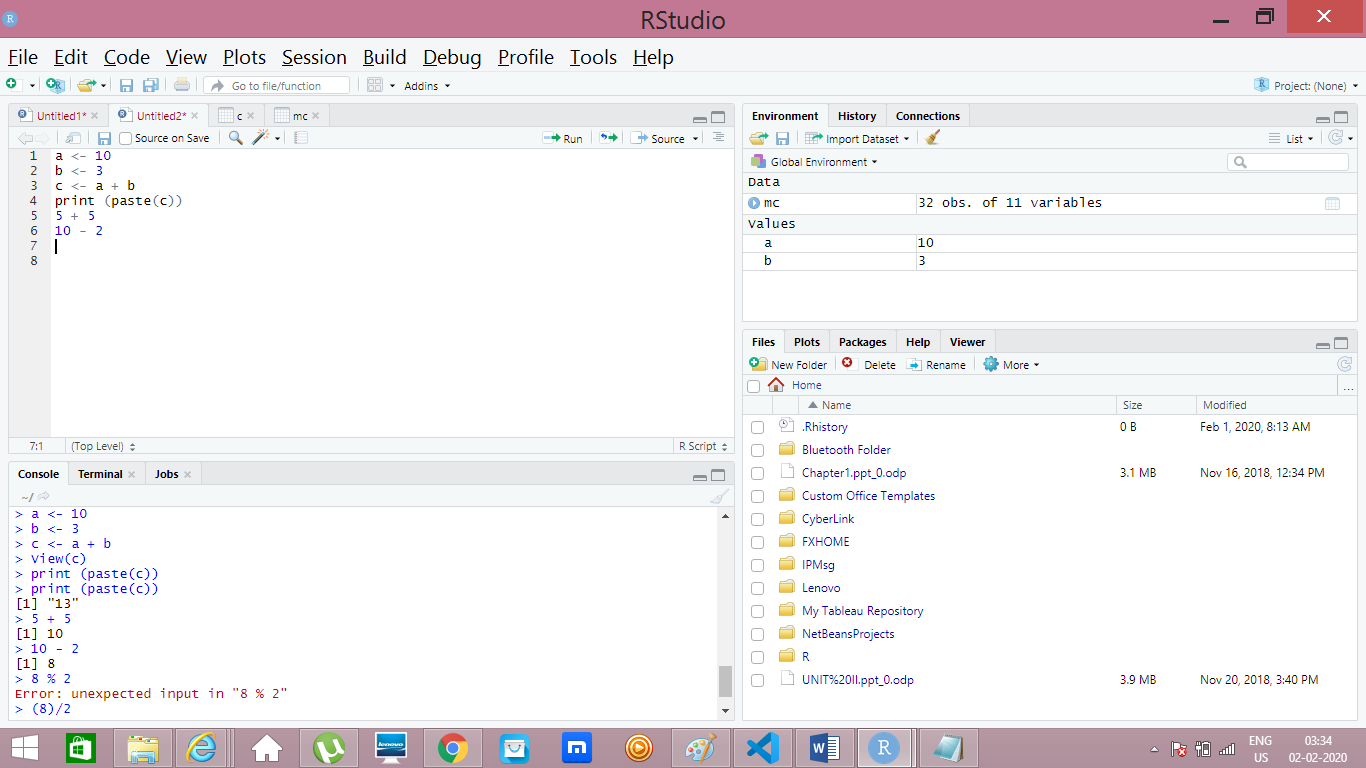 RStudio
File Edit Code View Plots Session Build Debug Profile Tools Help
Go to file/function Addins Project: (None)
Untitled1* Untitled2* c mc
Source on Save Run Source
1 a <- 10
2 b <- 3
3 c <- a + b
4 print (paste(c))
5 5 + 5
6 10 - 2
7
8
7:1 (Top Level) R Script
Console Terminal Jobs
~/
> a <- 10
> b <- 3
> c <- a + b
> View(c)
> print (paste(c))
> print (paste(c))
[1] "13"
> 5 + 5
[1] 10
> 10 - 2
[1] 8
> 8 % 2
Error: unexpected input in "8 % 2"
> (8)/2
Environment History Connections
Import Dataset List
Global Environment
Data
mc 32 obs. of 11 variables
Values
a 10
b 3
Files Plots Packages Help Viewer
New Folder Delete Rename More
Home ...
Name Size Modified
.Rhistory 0 B Feb 1, 2020, 8:13 AM
Bluetooth Folder
Chapter1.ppt_0.odp 3.1 MB Nov 16, 2018, 12:34 PM
Custom Office Templates
CyberLink
FXHOME
IPMsg
Lenovo
My Tableau Repository
NetBeansProjects
R
UNIT%20II.ppt_0.odp 3.9 MB Nov 20, 2018, 3:40 PM
lenovo
ENG 03:34
US 02-02-2020